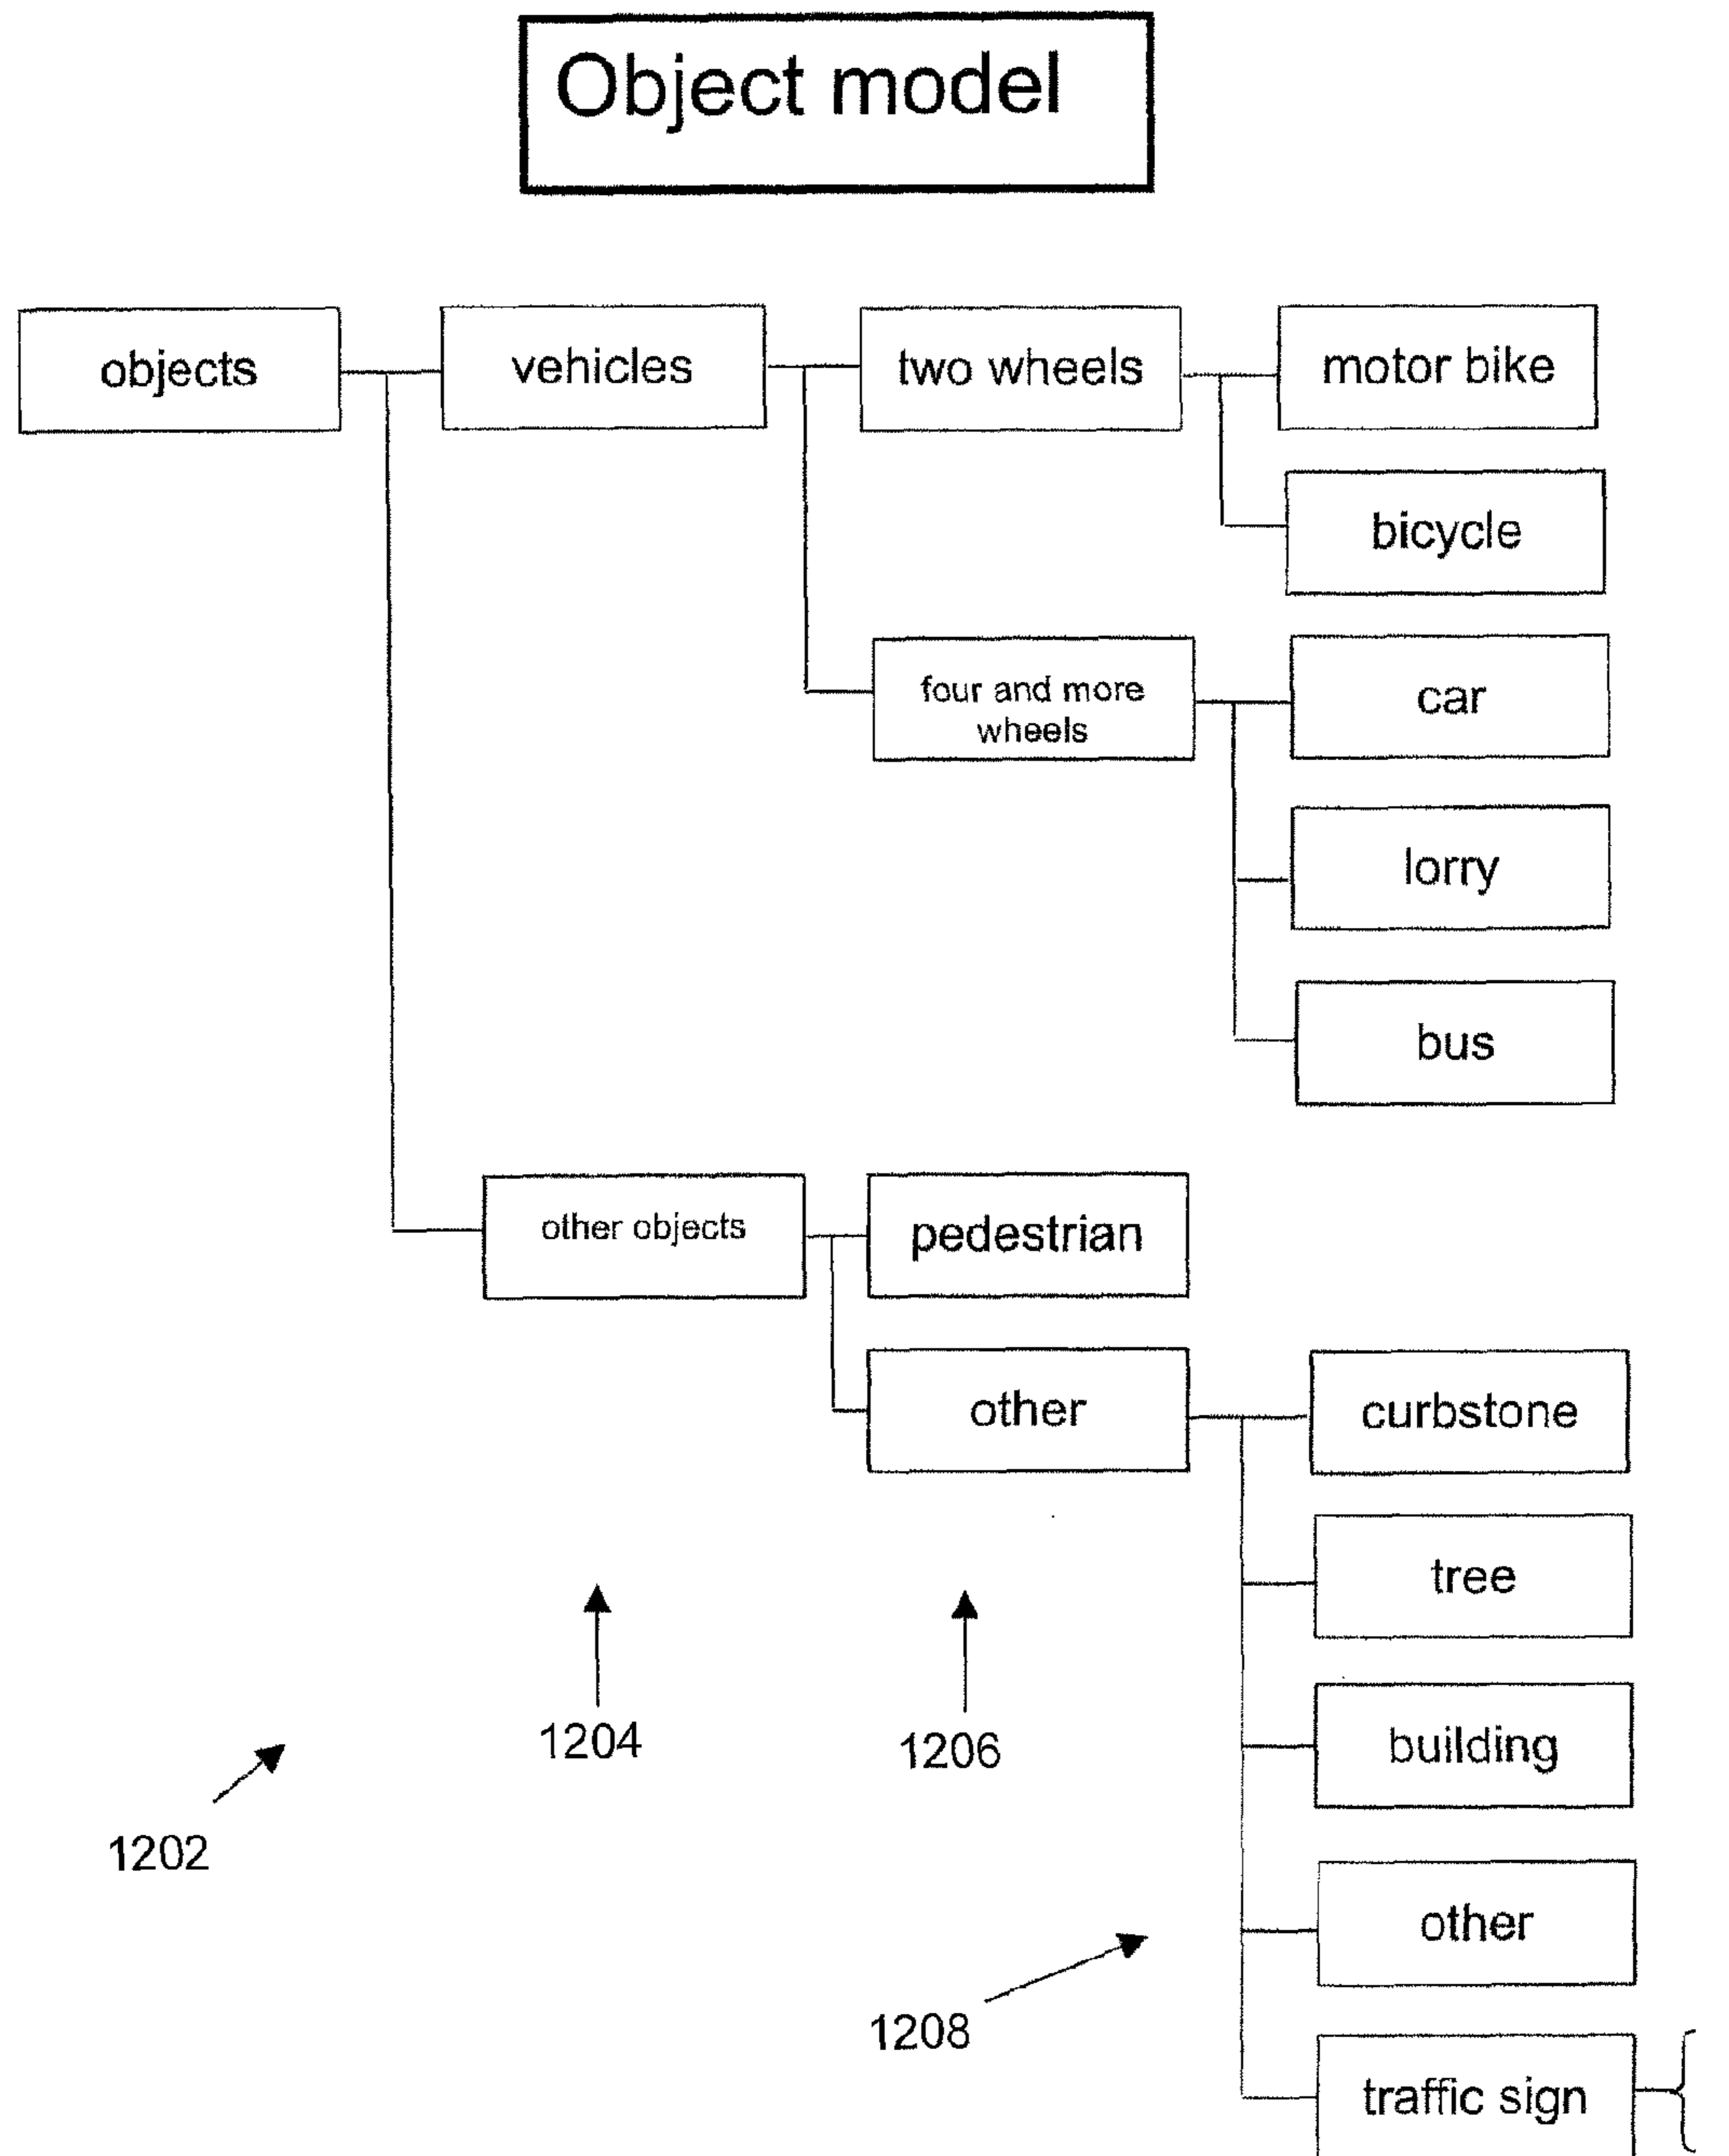 Object model
objects
vehicles
two wheels
motor bike
bicycle
four and more
wheels
car
lorry
bus
other objects
pedestrian
other
curbstone
tree
1204
1206
building
1202
other
1208
traffic sign